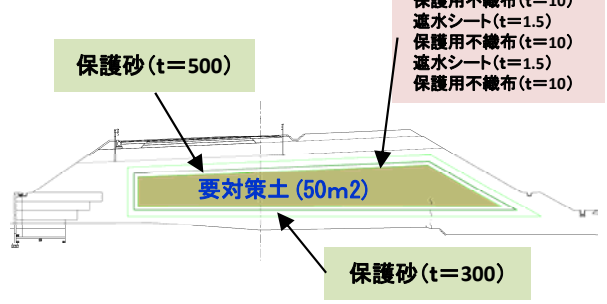 保護用不織布(t=10)
遮水シート(t=1.5)
保護用不織布(t=10)
遮水シート(t=1.5)
保護用不織布(t=10)
保護砂(t=500)
要対策土(50m2)
保護砂(t=300)